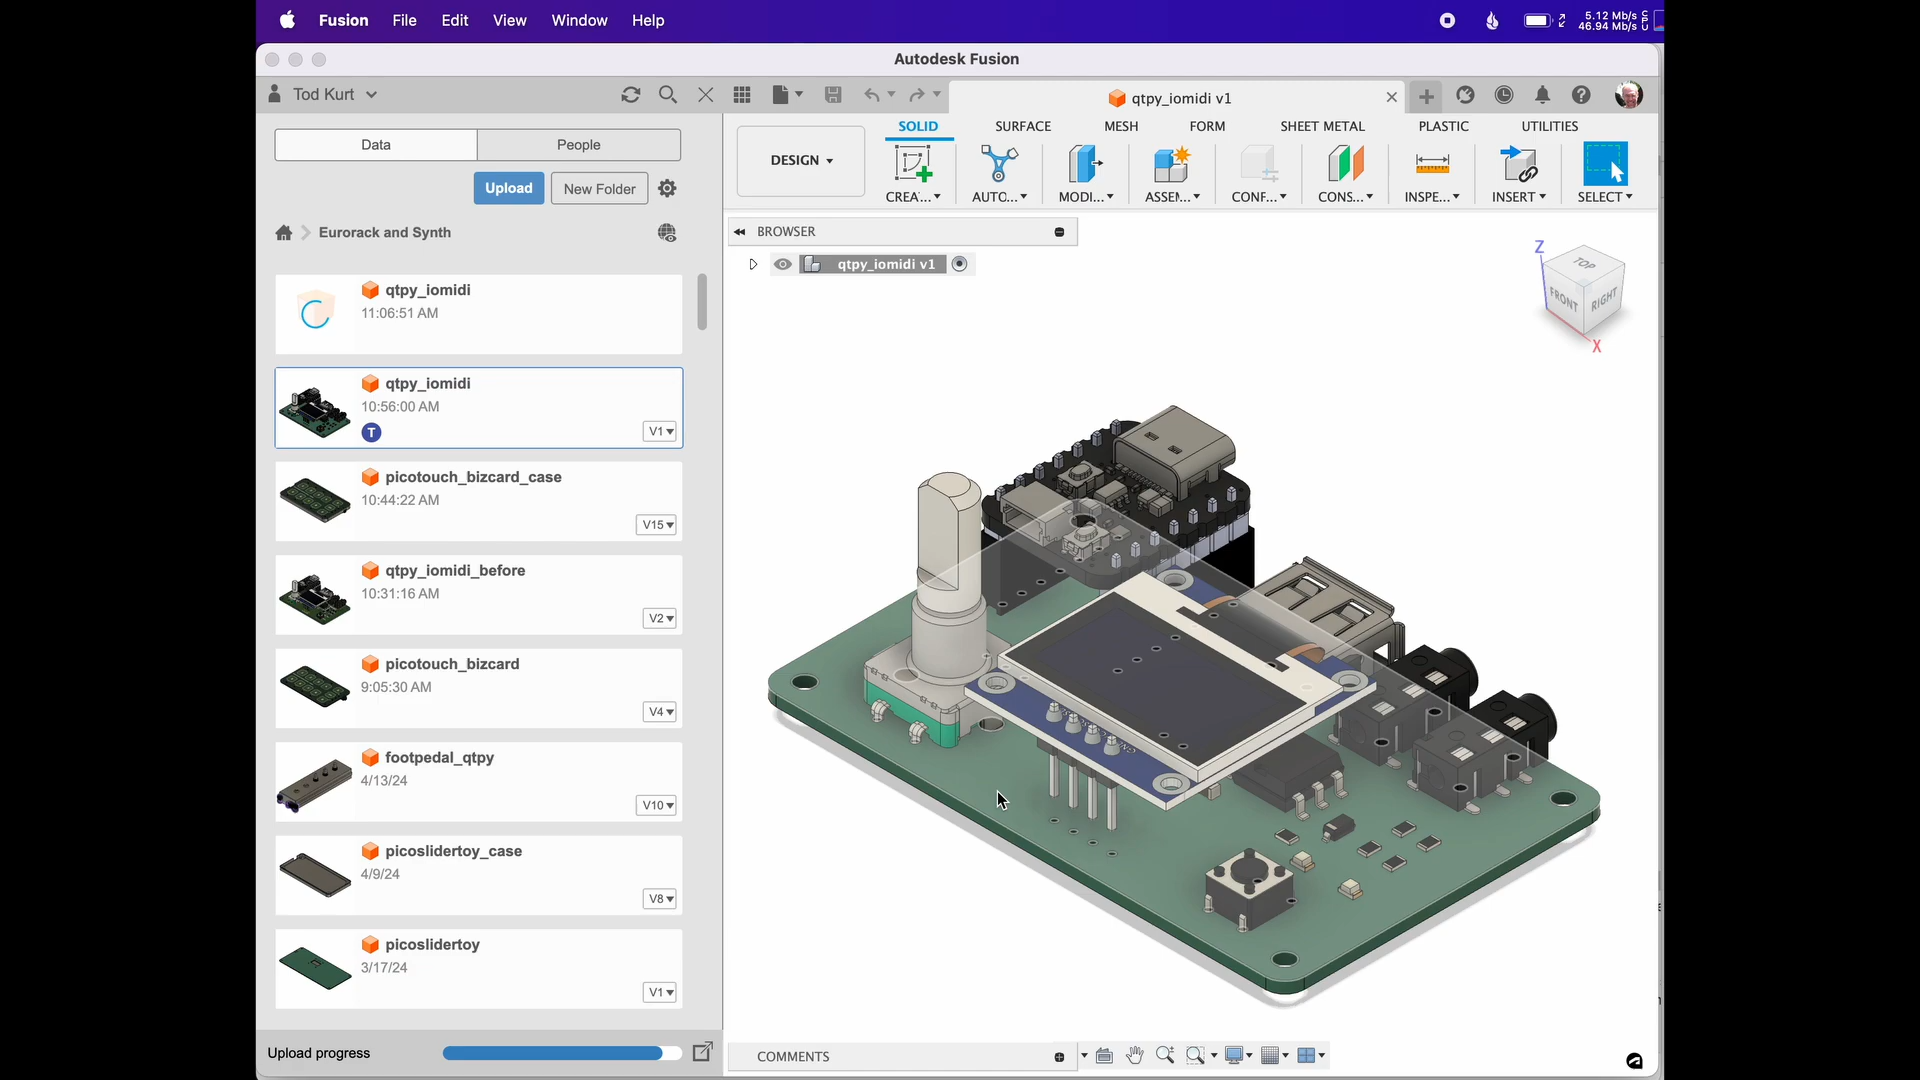 Fusion File Edit View Window Help
5.12 Mb/s
46.94 Mb/s
Autodesk Fusion
Tod Kurt
qtpy_iomidi v1
Data People
Upload New Folder
Eurorack and Synth
qtpy_iomidi
11:06:51 AM
qtpy_iomidi
10:56:00 AM
T
V1
picotouch_bizcard_case
10:44:22 AM
V15
qtpy_iomidi_before
10:31:16 AM
V2
picotouch_bizcard
9:05:30 AM
V4
footpedal_qtpy
4/13/24
V10
picoslidertoy_case
4/9/24
V8
picoslidertoy
3/17/24
V1
Upload progress
DESIGN
SOLID SURFACE MESH FORM SHEET METAL PLASTIC UTILITIES
CREA... AUTO... MODI... ASSE... CONF... CONS... INSPE... INSERT SELECT
BROWSER
qtpy_iomidi v1
Z
TOP
FRONT RIGHT
X
COMMENTS